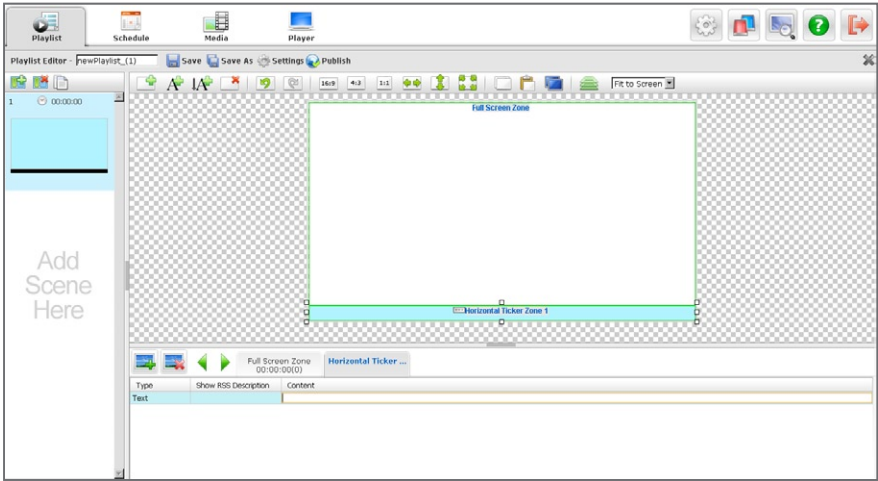 Playlist Schedule Media Player
Playlist Editor - newPlaylist_(1) Save Save As Settings Publish
A IA 16:9 4:3 1:1 Fit to Screen
1 00:00:00
Full Screen Zone
Add
Scene
Here
Horizontal Ticker Zone 1
Full Screen Zone Horizontal Ticker ...
00:00:00(0)
Type Show RSS Description Content
Text